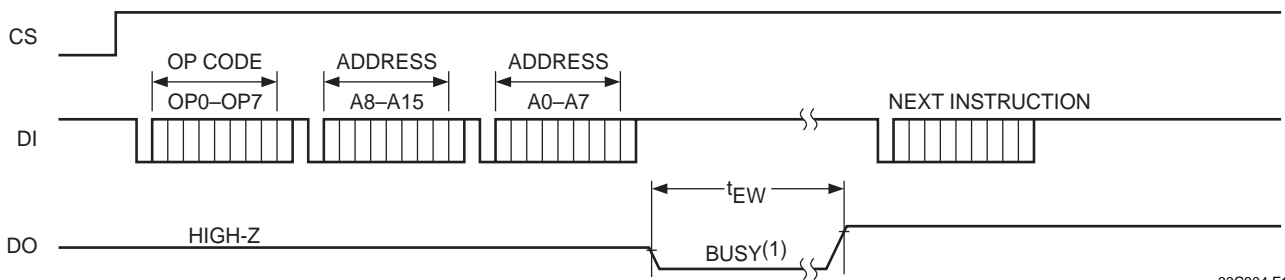 CS
OP CODE ADDRESS ADDRESS
OP0–OP7 A8–A15 A0–A7 NEXT INSTRUCTION
DI
tEW
HIGH-Z
DO BUSY(1)